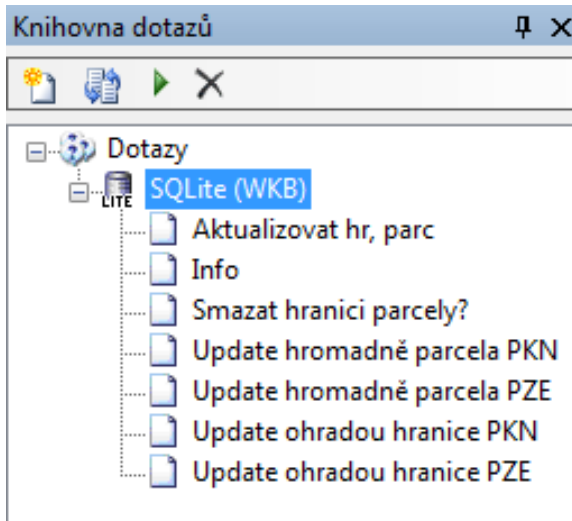 Knihovna dotazů
Dotazy
LITE SQLite (WKB)
Aktualizovat hr, parc
Info
Smazat hranici parcely?
Update hromadně parcela PKN
Update hromadně parcela PZE
Update ohradou hranice PKN
Update ohradou hranice PZE